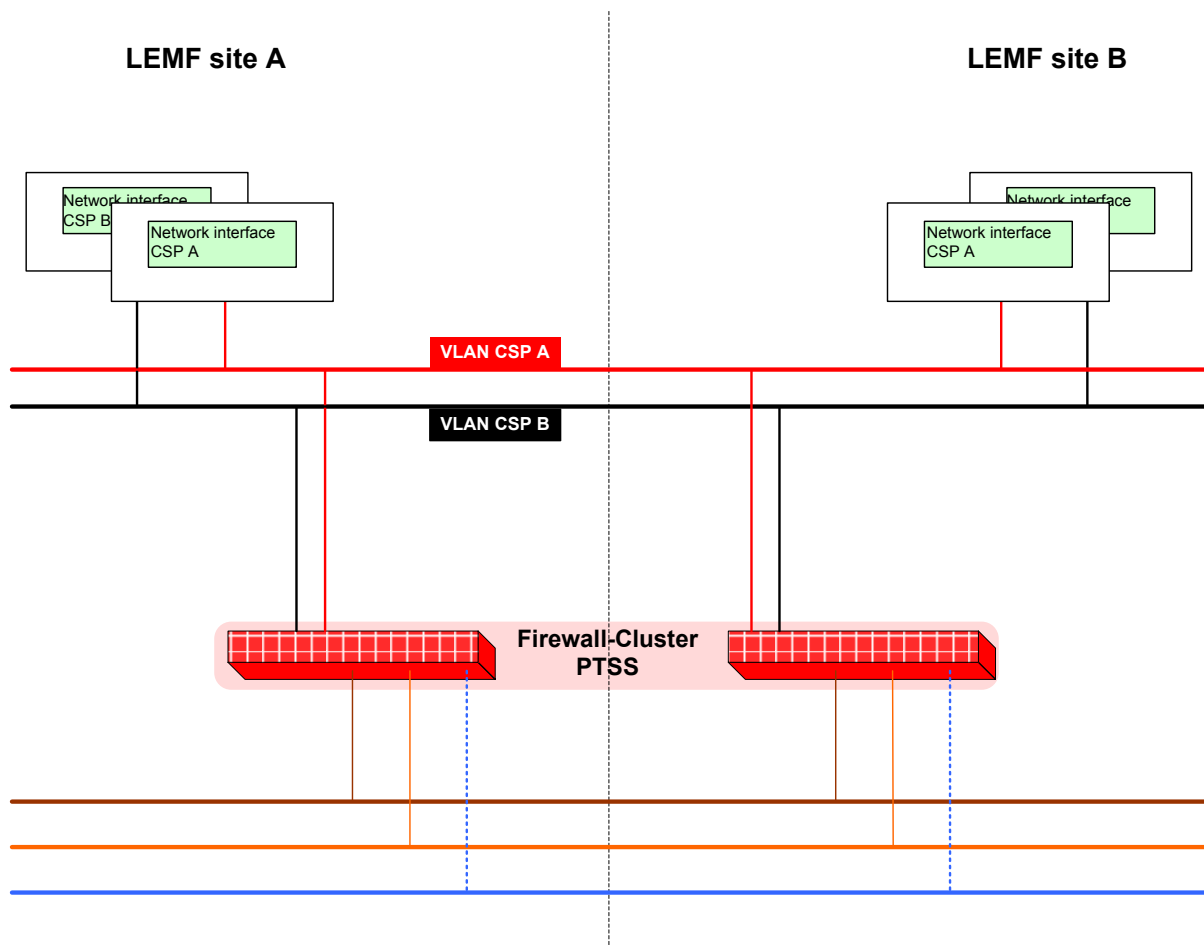 LEMF site A
LEMF site B
Network interface
CSP B
Network interface
CSP A
Network interface
Network interface
CSP A
VLAN CSP A
VLAN CSP B
Firewall-Cluster
PTSS